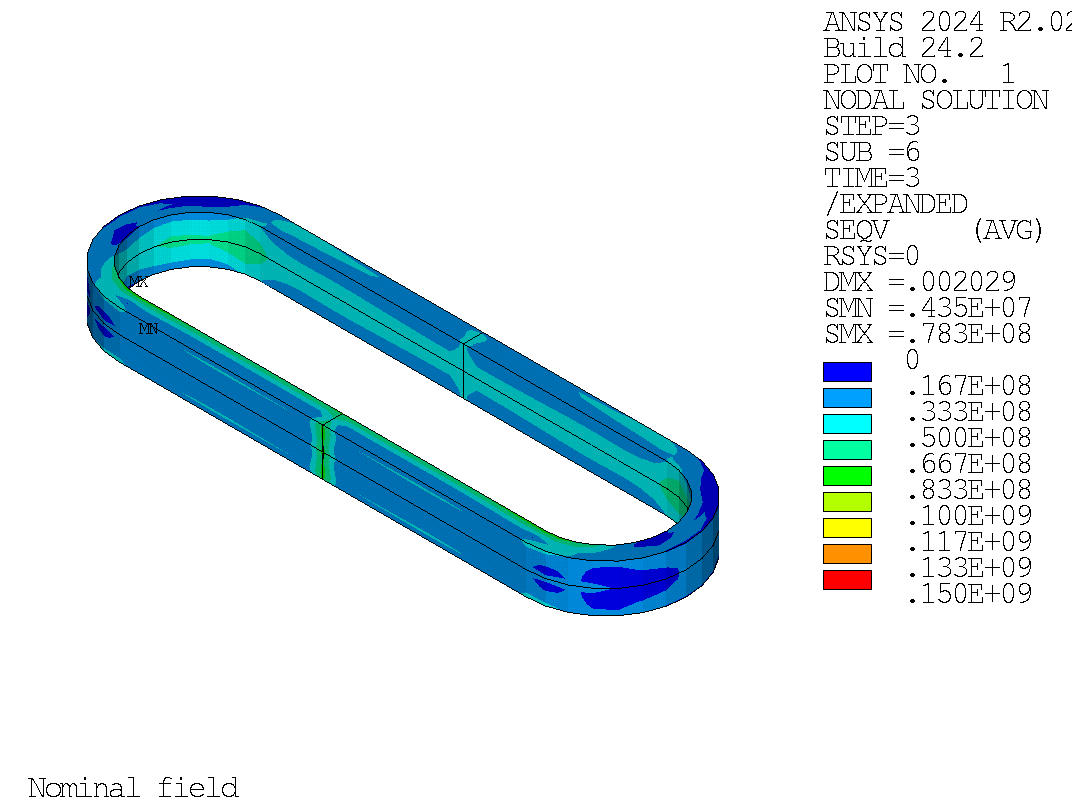 ANSYS 2024 R2.02
Build 24.2
PLOT NO.   1
NODAL SOLUTION
STEP=3
SUB =6
TIME=3
/EXPANDED
SEQV     (AVG)
RSYS=0
DMX =.002029
SMN =.435E+07
SMX =.783E+08
0
.167E+08
.333E+08
.500E+08
.667E+08
.833E+08
.100E+09
.117E+09
.133E+09
.150E+09
MX
MN
Nominal field